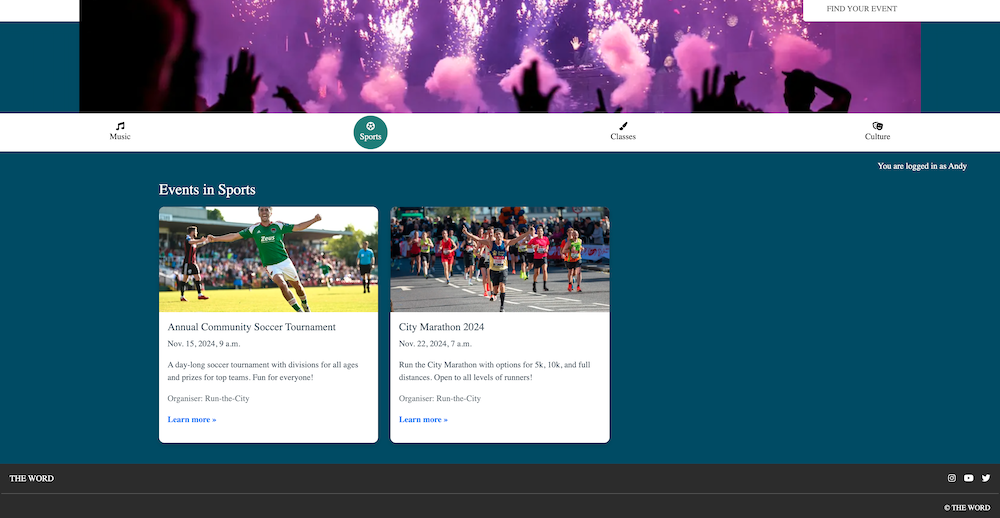 FIND YOUR EVENT
Music
Sports
Classes
Culture
You are logged in as Andy
Events in Sports
Zeus
Annual Community Soccer Tournament
Nov. 15, 2024, 9 a.m.
A day-long soccer tournament with divisions for all ages
and prizes for top teams. Fun for everyone!
Organiser: Run-the-City
Learn more »
City Marathon 2024
Nov. 22, 2024, 7 a.m.
Run the City Marathon with options for 5k, 10k, and full
distances. Open to all levels of runners!
Organiser: Run-the-City
Learn more »
THE WORD
© THE WORD